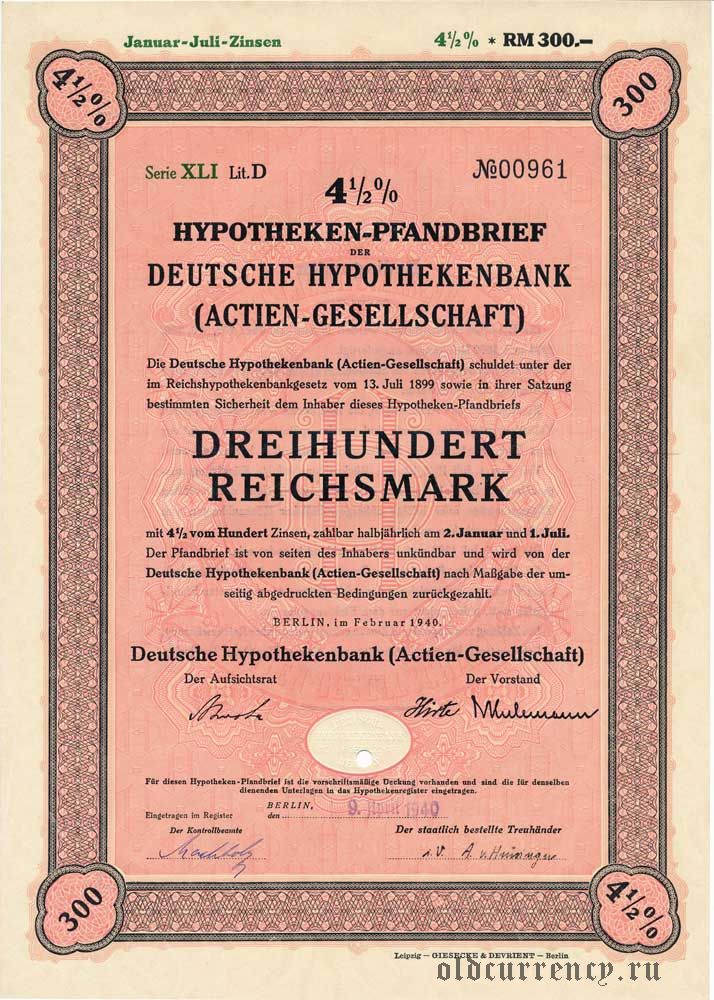 Januar-Juli-Zinsen 4½% * RM 300.—
4½% 300
Serie XLI Lit. D №00961
4½%
HYPOTHEKEN-PFANDBRIEF
DER
DEUTSCHE HYPOTHEKENBANK
(ACTIEN-GESELLSCHAFT)
Die Deutsche Hypothekenbank (Actien-Gesellschaft) schuldet unter der
im Reichshypothekenbankgesetz vom 13. Juli 1899 sowie in ihrer Satzung
bestimmten Sicherheit dem Inhaber dieses Hypotheken-Pfandbriefs
DREIHUNDERT
REICHSMARK
mit 4½ vom Hundert Zinsen, zahlbar halbjährlich am 2. Januar und 1. Juli.
Der Pfandbrief ist von seiten des Inhabers unkündbar und wird von der
Deutsche Hypothekenbank (Actien-Gesellschaft) nach Maßgabe der um-
seitig abgedruckten Bedingungen zurückgezahlt.
BERLIN, im Februar 1940.
Deutsche Hypothekenbank (Actien-Gesellschaft)
Der Aufsichtsrat Der Vorstand
Hirte
Für diesen Hypotheken-Pfandbrief ist die vorschriftsmäßige Deckung vorhanden und sind die für denselben
dienenden Unterlagen in das Hypothekenregister eingetragen.
Eingetragen im Register
BERLIN,
den 9. April 1940
Der Kontrollbeamte Der staatlich bestellte Treuhänder
i. V. A.
300 4½%
Leipzig — GIESECKE & DEVRIENT — Berlin
oldcurrency.ru